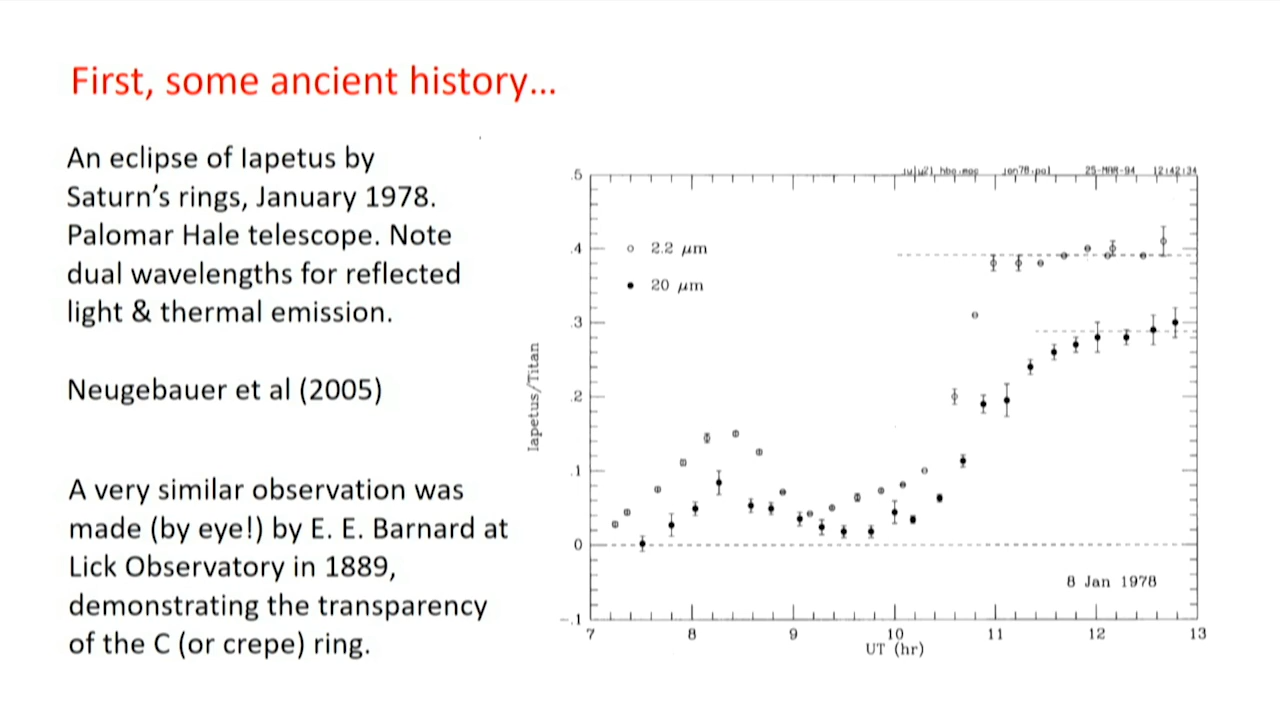 First, some ancient history...
An eclipse of Iapetus by
Saturn's rings, January 1978.
Palomar Hale telescope. Note
dual wavelengths for reflected
light & thermal emission.
Neugebauer et al (2005)
A very similar observation was
made (by eye!) by E. E. Barnard at
Lick Observatory in 1889,
demonstrating the transparency
of the C (or crepe) ring.
25-MAR-94 12:42:34
.5
.4
.3
.2
.1
0
-.1
Iapetus/Titan
2.2 μm
20 μm
8 Jan 1978
7 8 9 10 11 12 13
UT (hr)